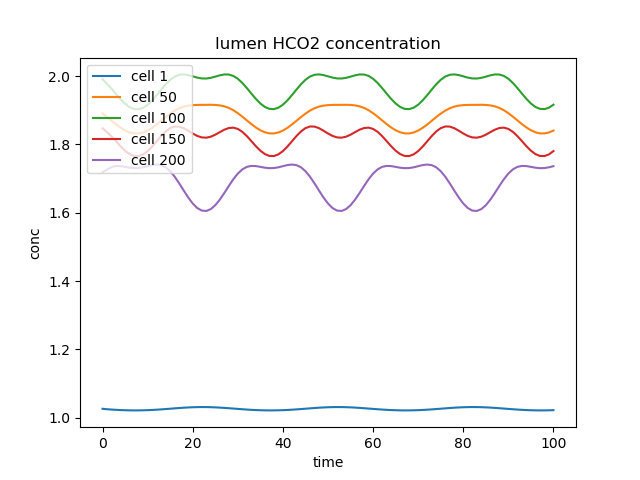 lumen HCO2 concentration
2.0
1.8
1.6
1.4
1.2
1.0
conc
cell 1
cell 50
cell 100
cell 150
cell 200
0
20
40
60
80
100
time